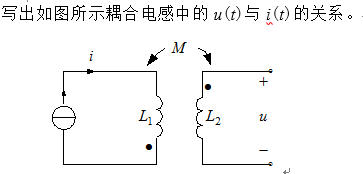 写出如图所示耦合电感中的 u(t) 与 i(t) 的关系。
M
i
L₁
L₂
+
u
−